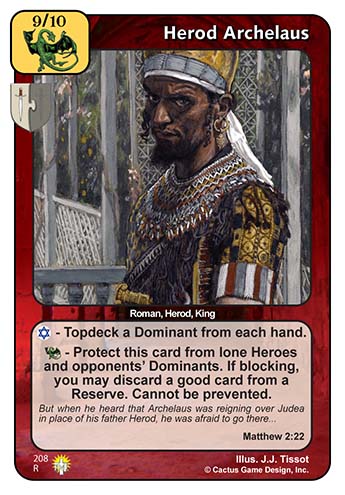 9/10
Herod Archelaus
Roman, Herod, King
- Topdeck a Dominant from each hand.
- Protect this card from lone Heroes
and opponents’ Dominants. If blocking,
you may discard a good card from a
Reserve. Cannot be prevented.
But when he heard that Archelaus was reigning over Judea
in place of his father Herod, he was afraid to go there...
Matthew 2:22
208
R
Illus. J.J. Tissot
© Cactus Game Design, Inc.